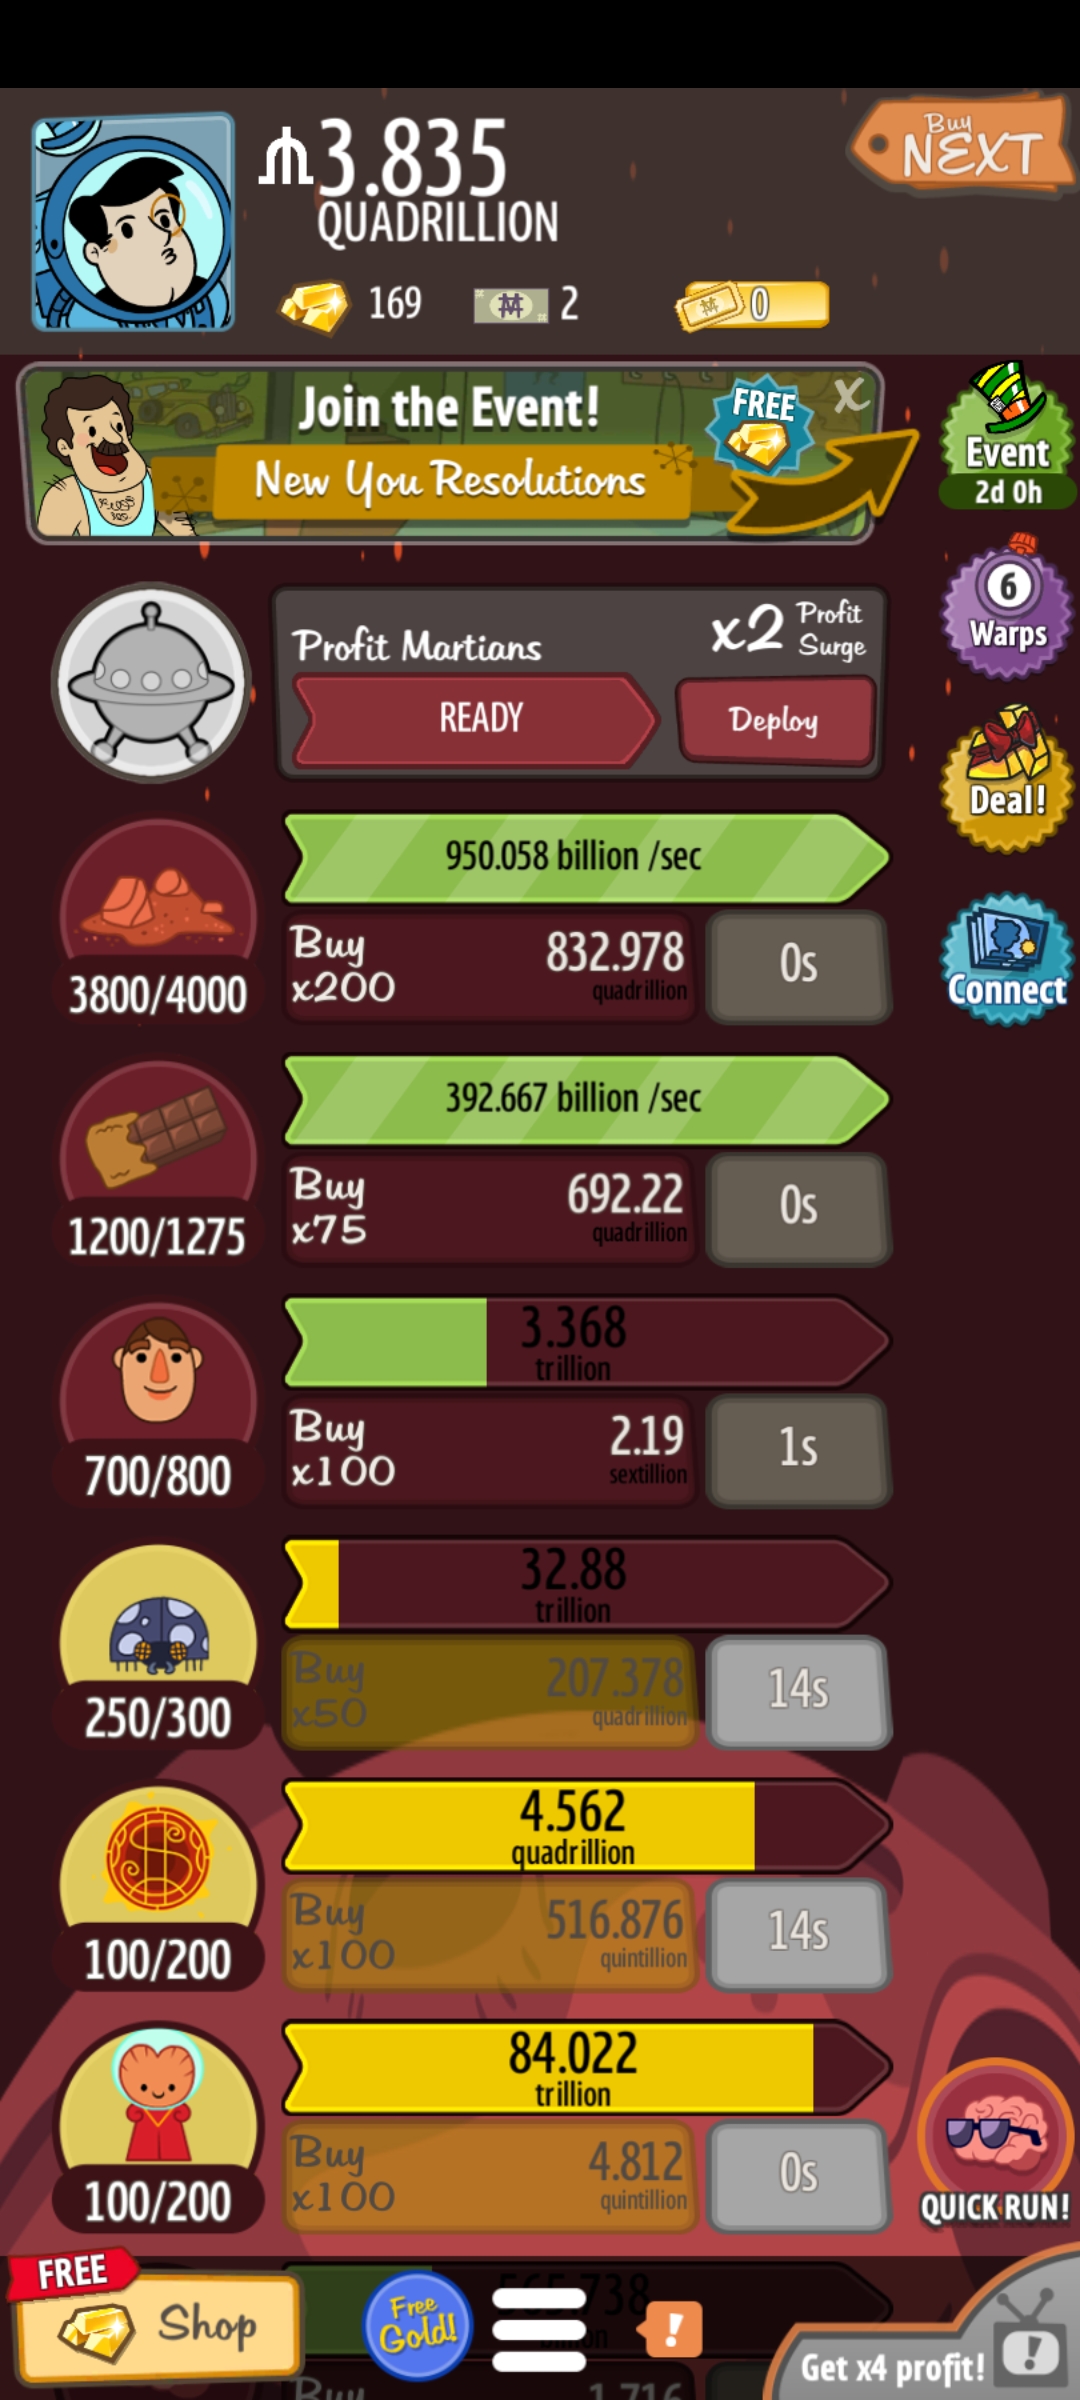 ₼3.835
QUADRILLION
Buy
NEXT
169
2
0
Join the Event!
FREE
X
New You Resolutions
Event
2d 0h
6
Warps
Profit Martians
x2 Profit Surge
READY
Deploy
Deal!
950.058 billion /sec
Buy
x200
832.978
quadrillion
0s
3800/4000
Connect
392.667 billion /sec
Buy
x75
692.22
quadrillion
0s
1200/1275
3.368
trillion
Buy
x100
2.19
sextillion
1s
700/800
32.88
trillion
Buy
x50
207.378
quadrillion
14s
250/300
4.562
quadrillion
Buy
x100
516.876
quintillion
14s
100/200
84.022
trillion
Buy
x100
4.812
quintillion
0s
100/200
QUICK RUN!
FREE
Shop
Free
Gold!
!
Get x4 profit!
!
Buy
1.716